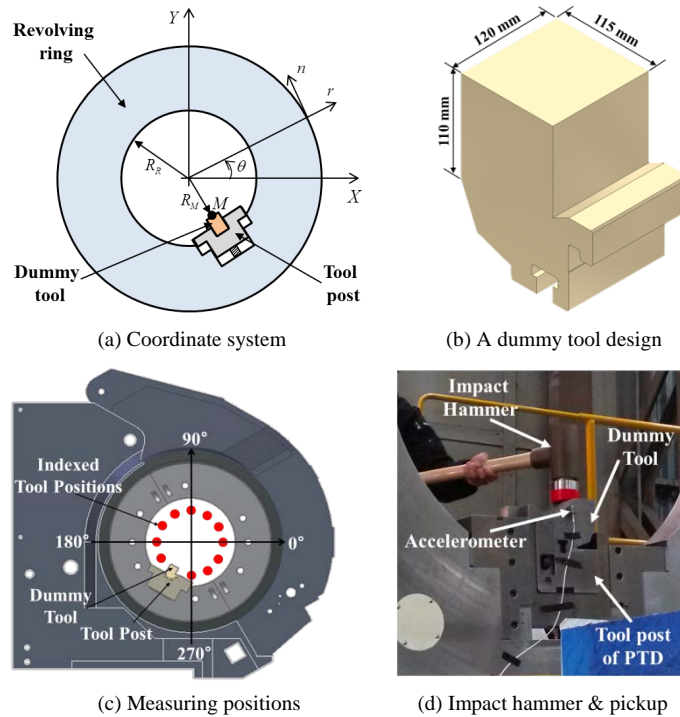 Y
Revolving
ring
n
r
R_R
θ
R_M
M
X
Dummy
tool
Tool
post
(a) Coordinate system
120 mm
115 mm
110 mm
(b) A dummy tool design
90°
Indexed
Tool Positions
180°
0°
Dummy
Tool
Tool Post
270°
(c) Measuring positions
Impact
Hammer
Dummy
Tool
Accelerometer
Tool post
of PTD
(d) Impact hammer & pickup